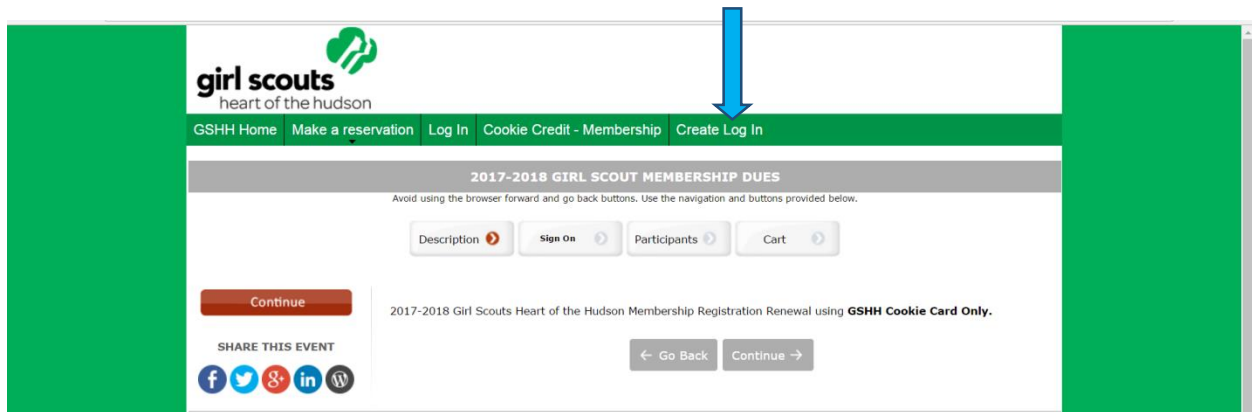 girl scouts
heart of the hudson
GSHH Home Make a reservation Log In Cookie Credit - Membership Create Log In
2017-2018 GIRL SCOUT MEMBERSHIP DUES
Avoid using the browser forward and go back buttons. Use the navigation and buttons provided below.
Description Sign On Participants Cart
Continue
2017-2018 Girl Scouts Heart of the Hudson Membership Registration Renewal using GSHH Cookie Card Only.
SHARE THIS EVENT
← Go Back Continue →
f 8+ in W